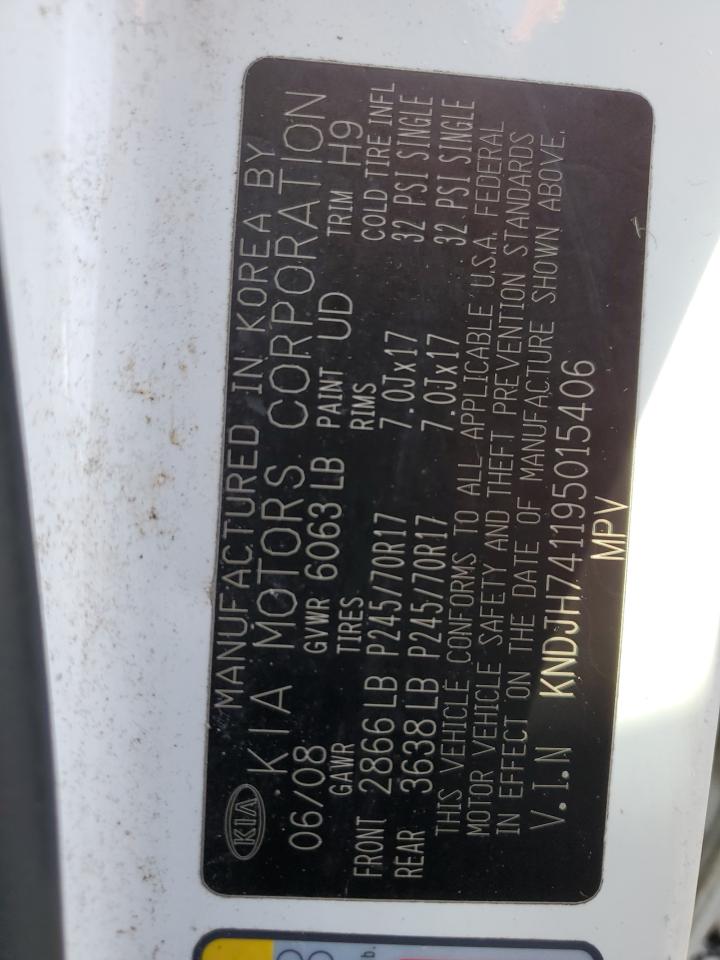 MANUFACTURED IN KOREA BY
KIA KIA MOTORS CORPORATION
06/08 GVWR 6063 LB PAINT UD TRIM H9
GAWR TIRES RIMS COLD TIRE INFL
FRONT 2866 LB P245/70R17 7.0Jx17 32 PSI SINGLE
REAR 3638 LB P245/70R17 7.0Jx17 32 PSI SINGLE
THIS VEHICLE CONFORMS TO ALL APPLICABLE U.S.A. FEDERAL
MOTOR VEHICLE SAFETY AND THEFT PREVENTION STANDARDS
IN EFFECT ON THE DATE OF MANUFACTURE SHOWN ABOVE.
V.I.N KNDJH741195015406
MPV
b.